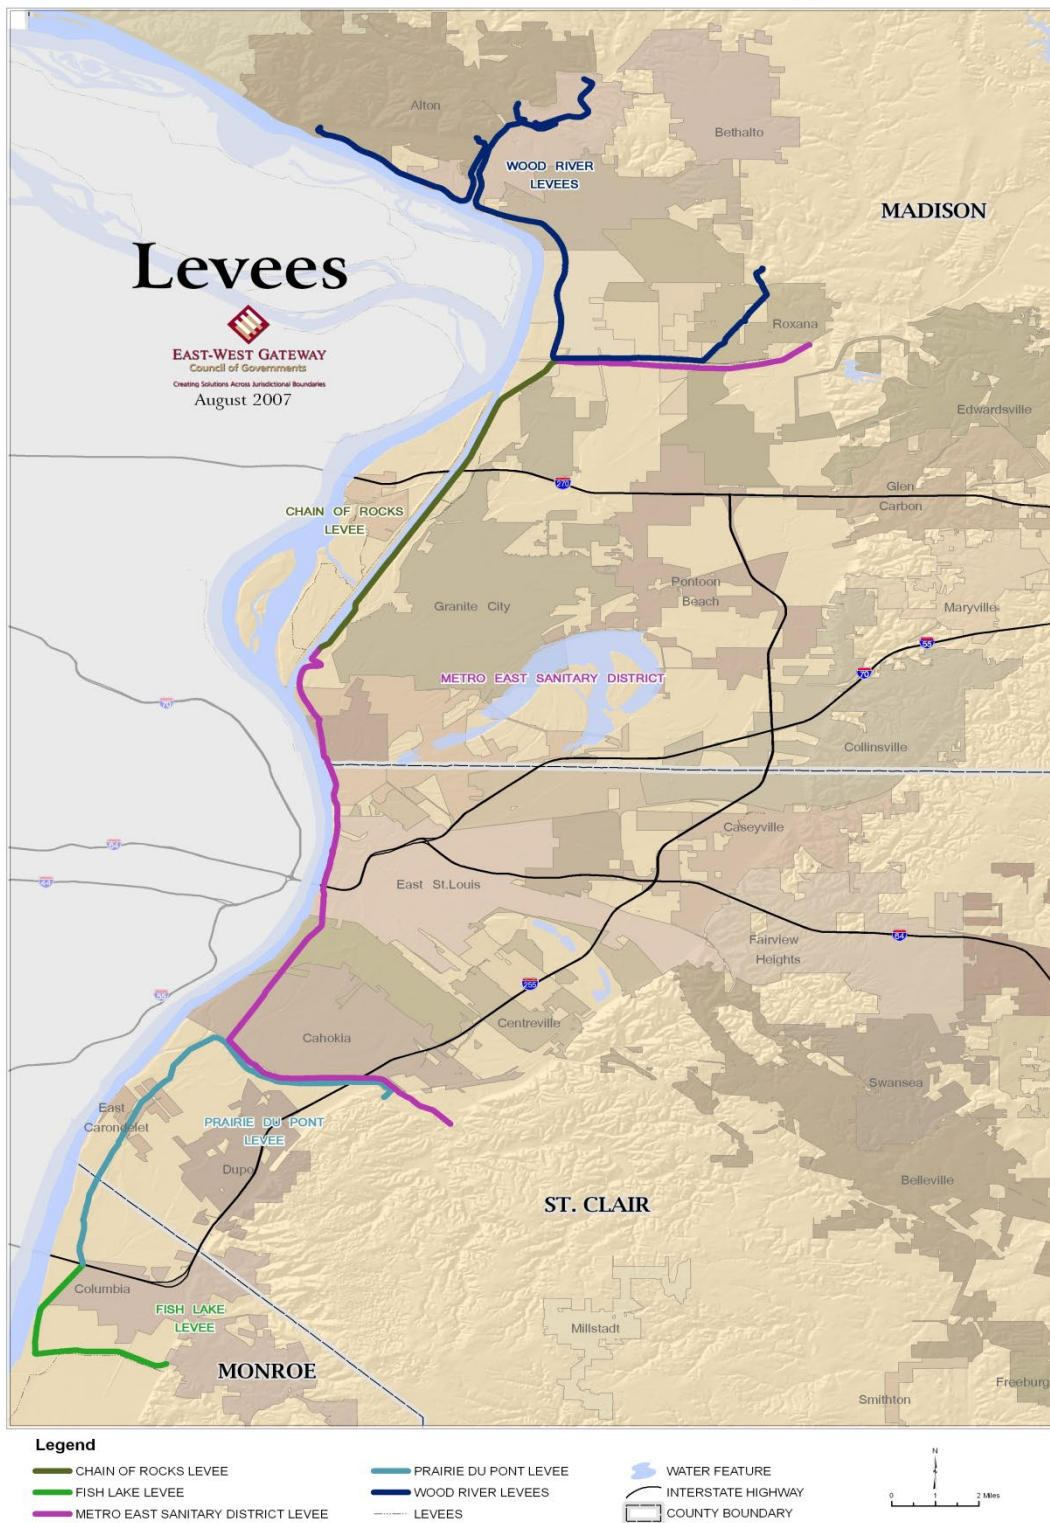 Alton
Bethalto
WOOD RIVER
LEVEES
MADISON
Levees
EAST-WEST GATEWAY
Council of Governments
Creating Solutions Across Jurisdictional Boundaries
August 2007
Roxana
Edwardsville
270
Glen
Carbon
CHAIN OF ROCKS
LEVEE
Granite City
Pontoon
Beach
Maryville
55
METRO EAST SANITARY DISTRICT
70
70
Collinsville
Caseyville
64
44
East St.Louis
Fairview
Heights
64
55
255
Centreville
Cahokia
Swansea
East
Carondelet
PRAIRIE DU PONT
LEVEE
Dupo
Belleville
ST. CLAIR
Columbia
FISH LAKE
LEVEE
Millstadt
MONROE
Freeburg
Smithton
Legend
CHAIN OF ROCKS LEVEE
FISH LAKE LEVEE
METRO EAST SANITARY DISTRICT LEVEE
PRAIRIE DU PONT LEVEE
WOOD RIVER LEVEES
LEVEES
WATER FEATURE
INTERSTATE HIGHWAY
COUNTY BOUNDARY
N
0 1 2 Miles